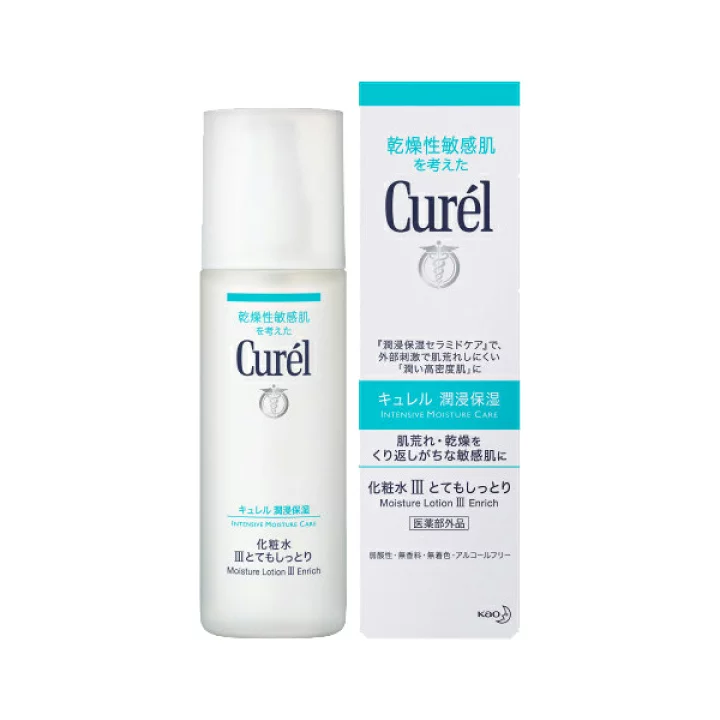 乾燥性敏感肌
を考えた
Curél
キュレル 潤浸保湿
INTENSIVE MOISTURE CARE
化粧水
Ⅲとてもしっとり
Moisture Lotion Ⅲ Enrich
乾燥性敏感肌
を考えた
Curél
『潤浸保湿セラミドケア』で、
外部刺激で肌荒れしにくい
「潤い高密度肌」に
キュレル 潤浸保湿
INTENSIVE MOISTURE CARE
肌荒れ・乾燥を
くり返しがちな敏感肌に
化粧水 Ⅲ とてもしっとり
Moisture Lotion Ⅲ Enrich
医薬部外品
弱酸性・無香料・無着色・アルコールフリー
Kao